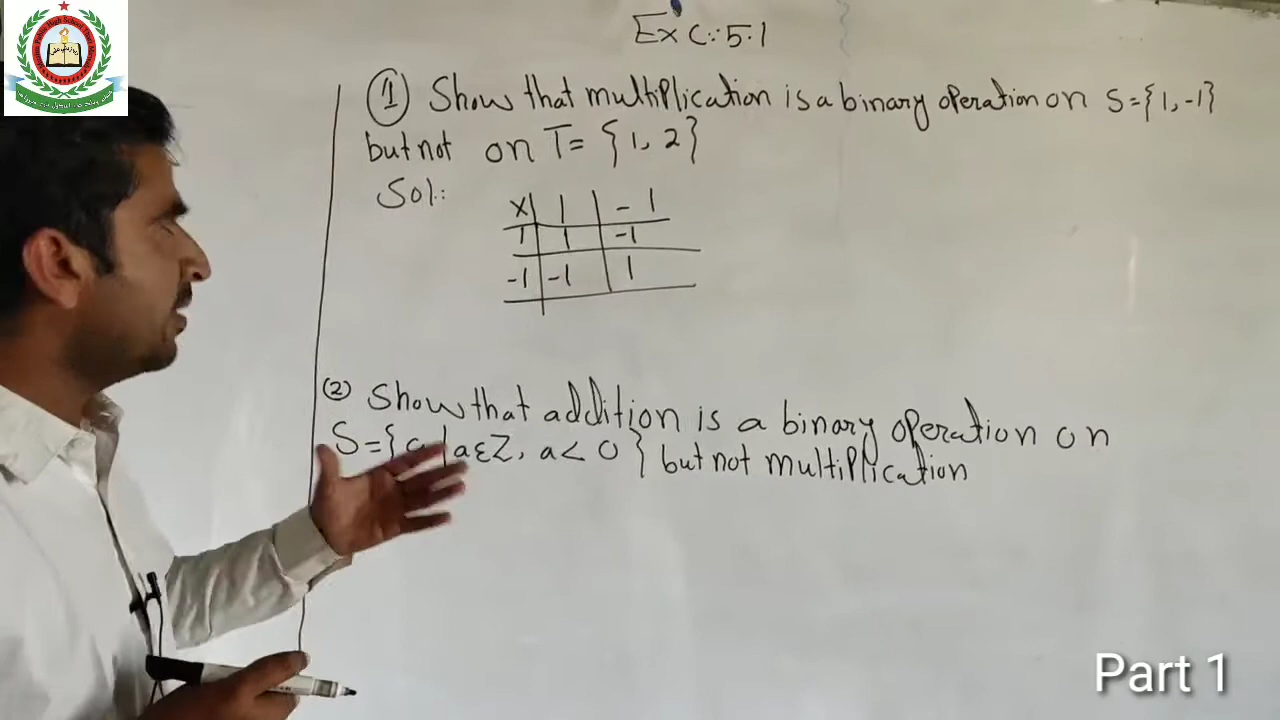 Exc:5.1
① Show that multiplication is a binary operation on S={1,-1}
but not on T= {1, 2}
Sol:
× | 1 | -1
1 | 1 | -1
-1 | -1 | 1
(2) Show that addition is a binary operation on
S={a | a∈Z, a<0} but not multiplication
Part 1